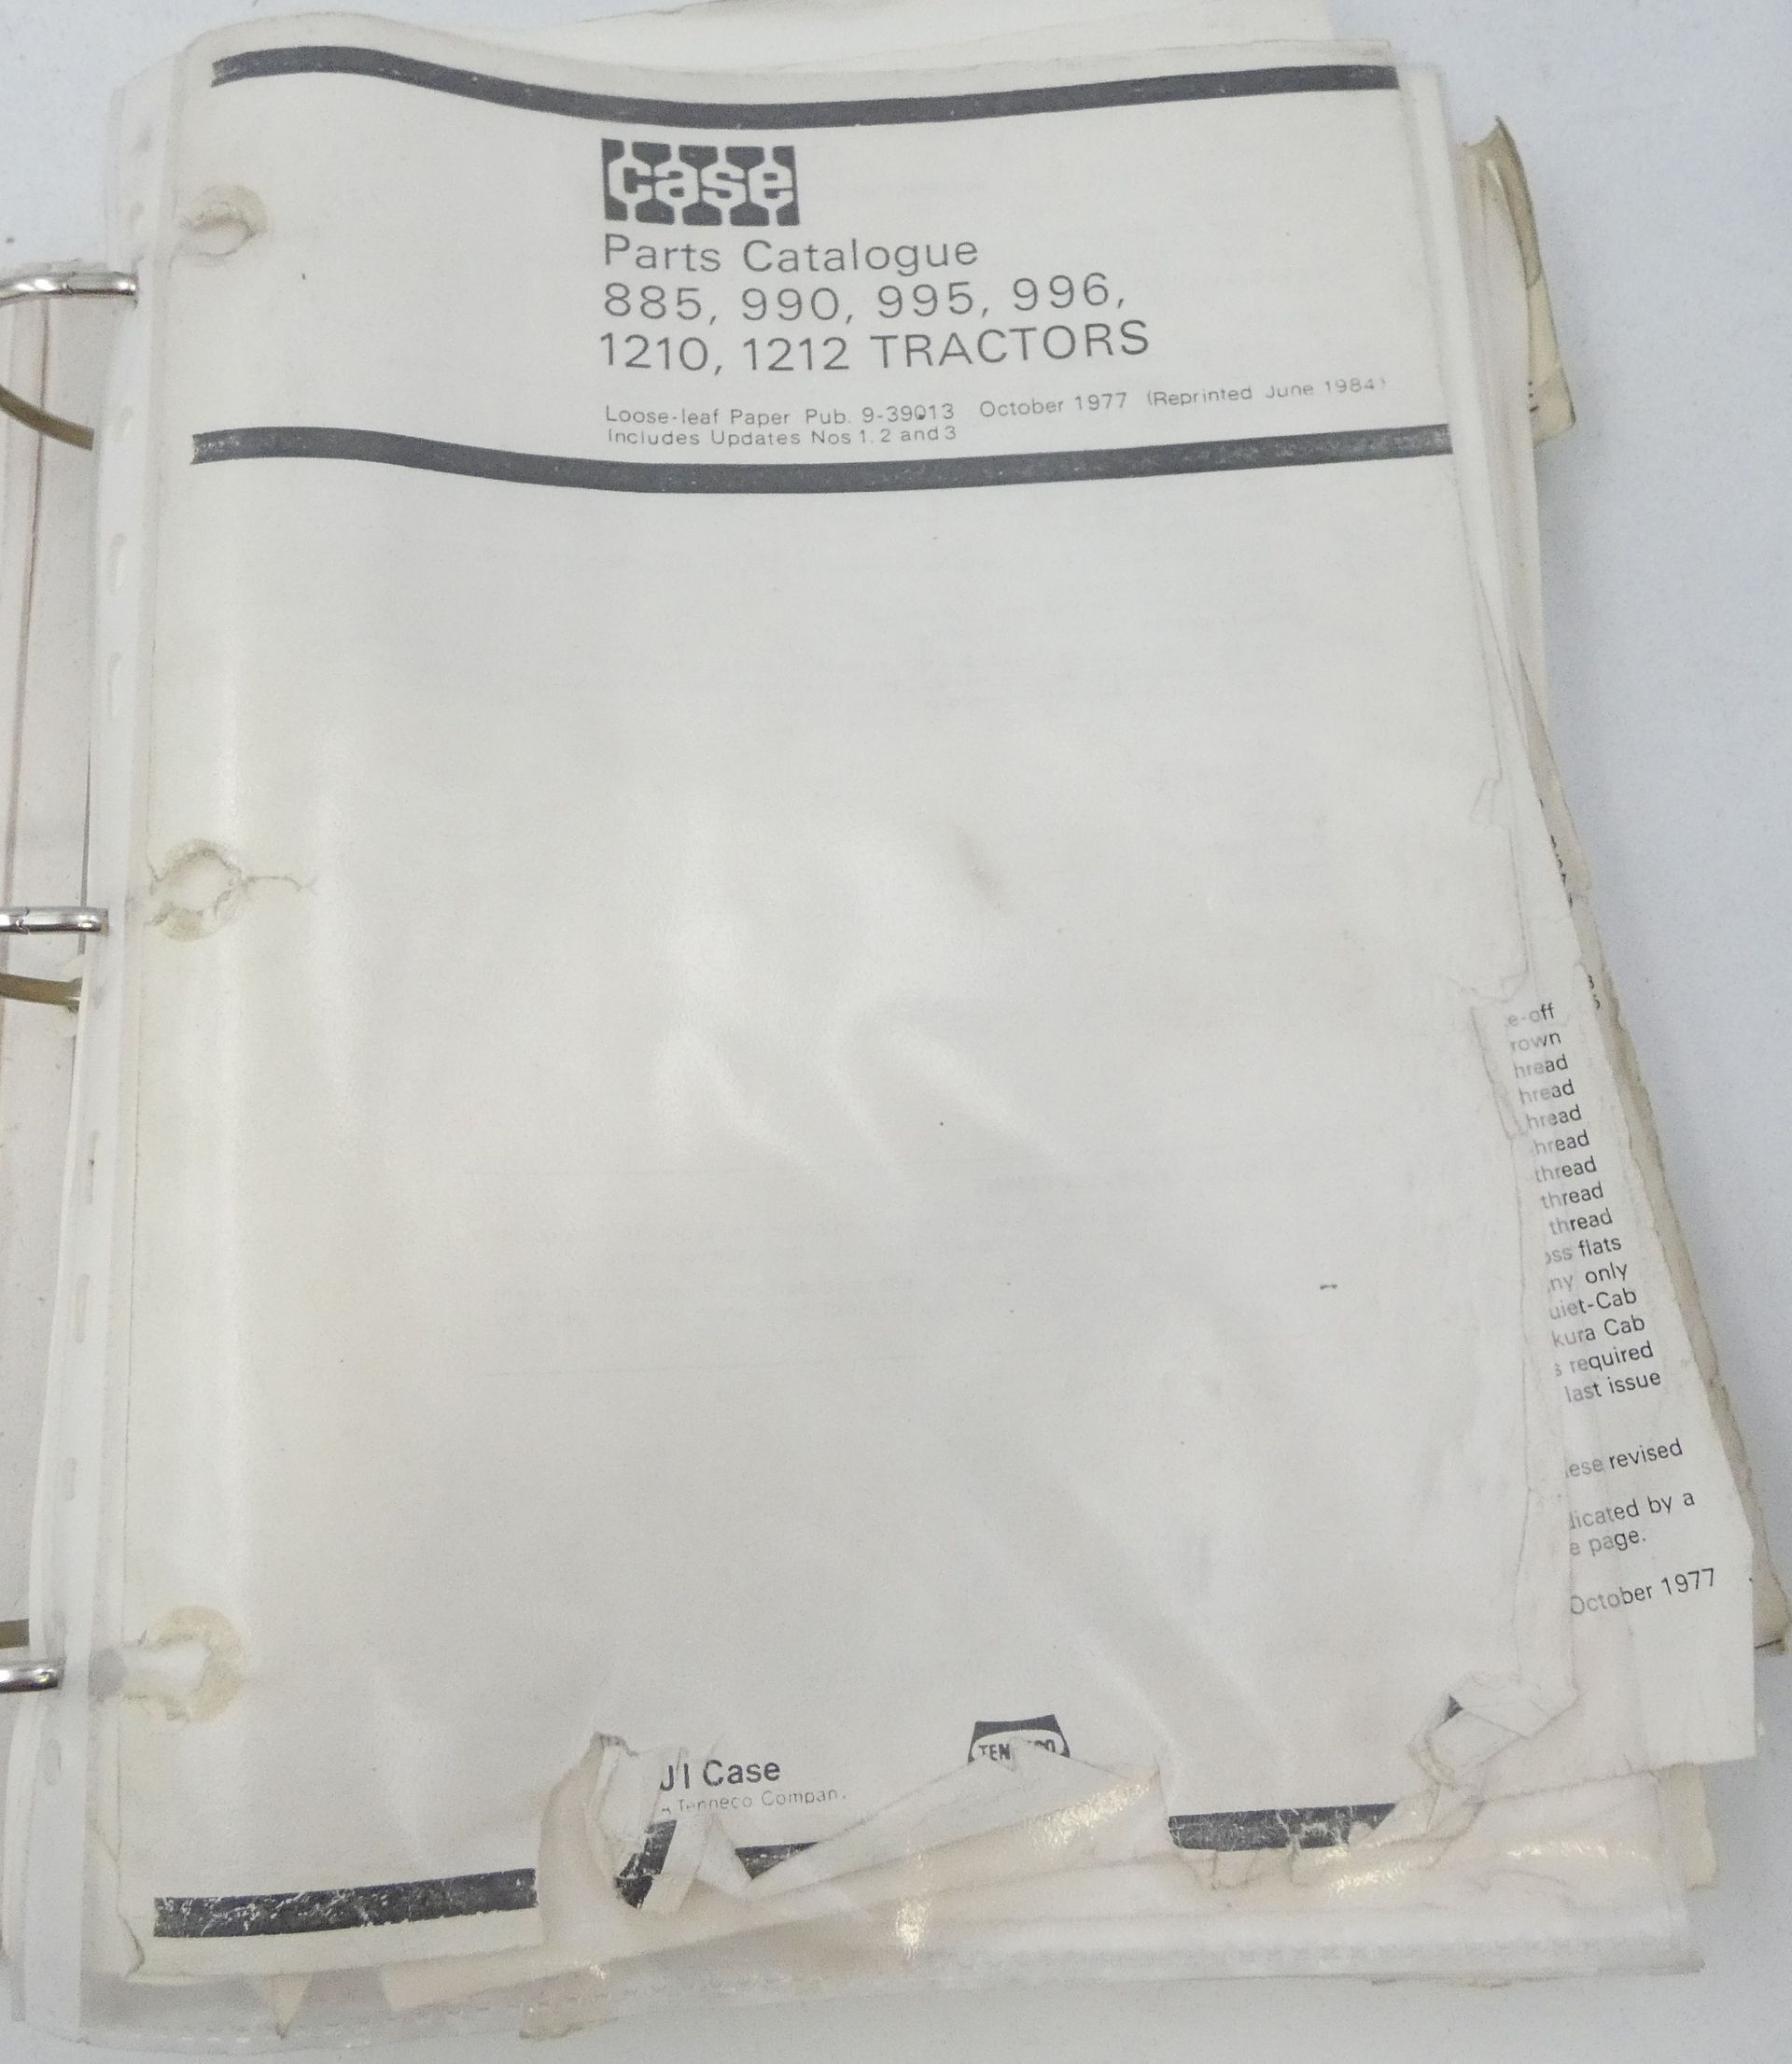 case
Parts Catalogue
885, 990, 995, 996,
1210, 1212 TRACTORS
Loose-leaf Paper Pub. 9-39013 October 1977 (Reprinted June 1984)
Includes Updates Nos 1. 2 and 3
e-off
rown
hread
hread
hread
hread
thread
thread
thread
oss flats
ny only
uiet-Cab
kura Cab
s required
last issue
ese revised
dicated by a
e page.
October 1977
TEN
J I Case
A Tenneco Compan